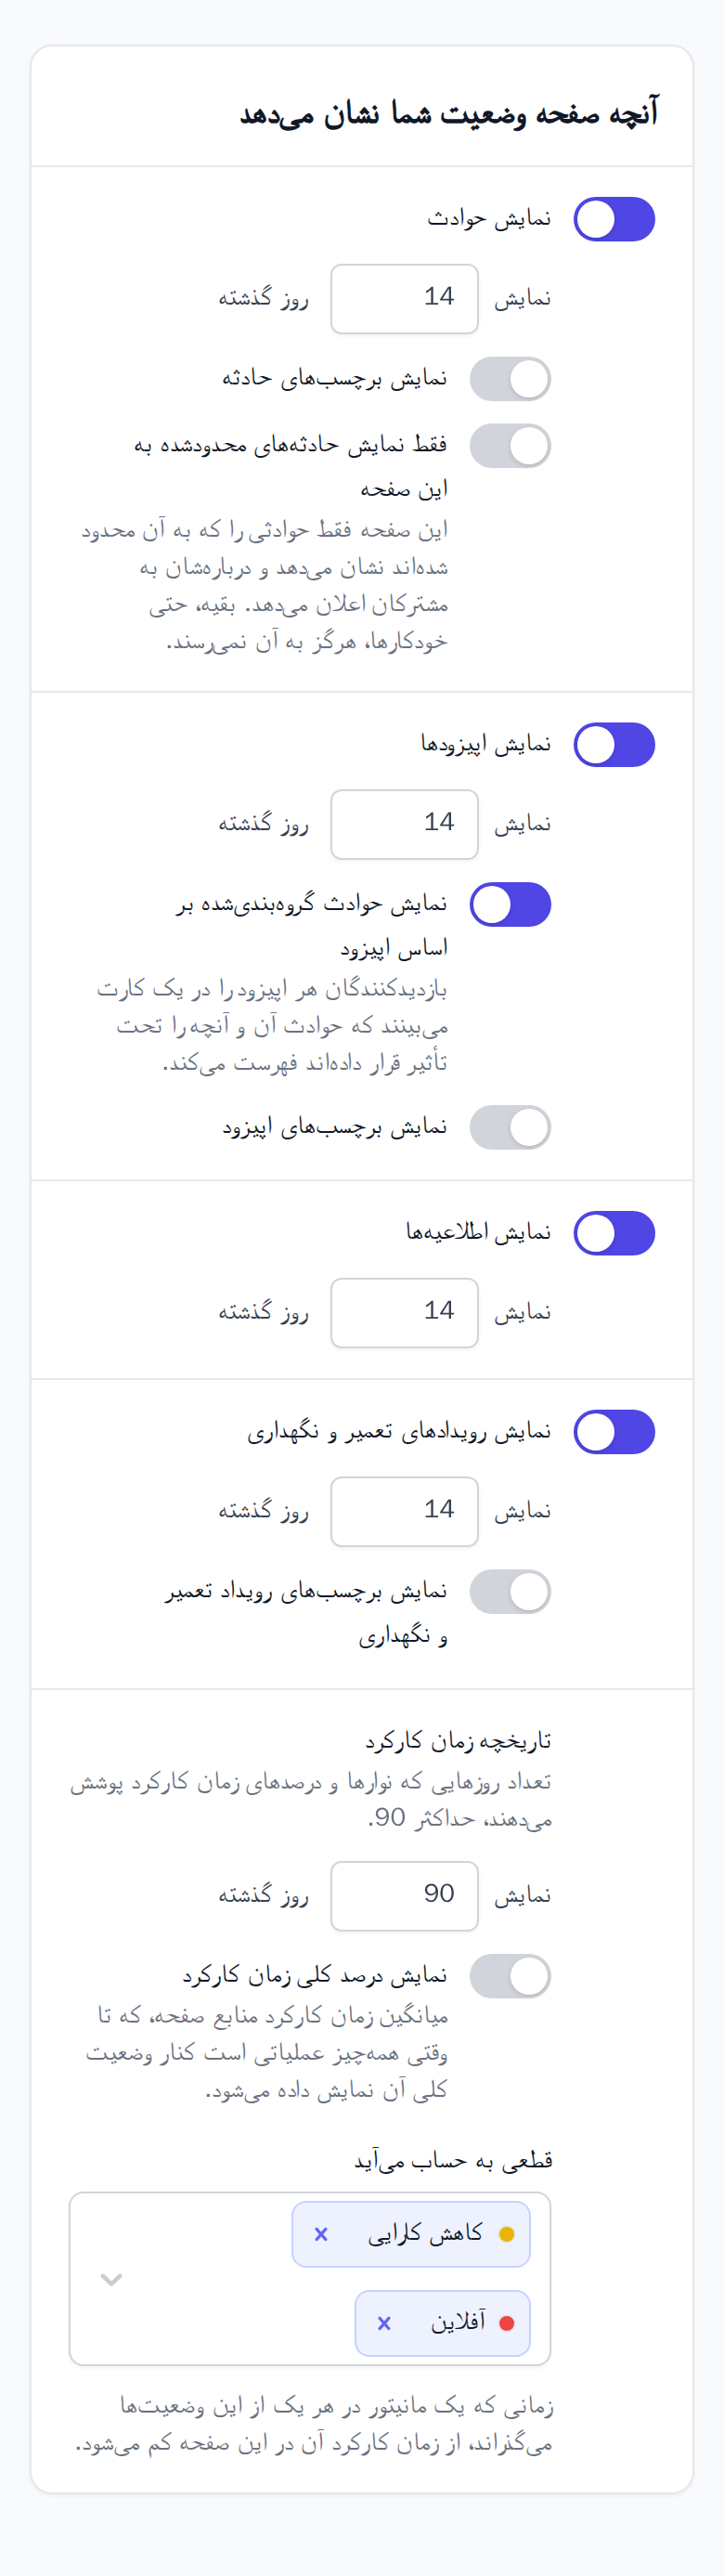 آنچه صفحه وضعیت شما نشان می‌دهد
نمایش حوادث
نمایش 14 روز گذشته
نمایش برچسب‌های حادثه
فقط نمایش حادثه‌های محدودشده به
این صفحه
این صفحه فقط حوادثی را که به آن محدود
شده‌اند نشان می‌دهد و درباره‌شان به
مشترکان اعلان می‌دهد. بقیه، حتی
خودکارها، هرگز به آن نمی‌رسند.
نمایش اپیزودها
نمایش 14 روز گذشته
نمایش حوادث گروه‌بندی‌شده بر
اساس اپیزود
بازدیدکنندگان هر اپیزود را در یک کارت
می‌بینند که حوادث آن و آنچه را تحت
تأثیر قرار داده‌اند فهرست می‌کند.
نمایش برچسب‌های اپیزود
نمایش اطلاعیه‌ها
نمایش 14 روز گذشته
نمایش رویدادهای تعمیر و نگهداری
نمایش 14 روز گذشته
نمایش برچسب‌های رویداد تعمیر
و نگهداری
تاریخچه زمان کارکرد
تعداد روزهایی که نوارها و درصدهای زمان کارکرد پوشش
می‌دهند، حداکثر 90.
نمایش 90 روز گذشته
نمایش درصد کلی زمان کارکرد
میانگین زمان کارکرد منابع صفحه، که تا
وقتی همه‌چیز عملیاتی است کنار وضعیت
کلی آن نمایش داده می‌شود.
قطعی به حساب می‌آید
کاهش کارایی ×
آفلاین ×
زمانی که یک مانیتور در هر یک از این وضعیت‌ها
می‌گذراند، از زمان کارکرد آن در این صفحه کم می‌شود.